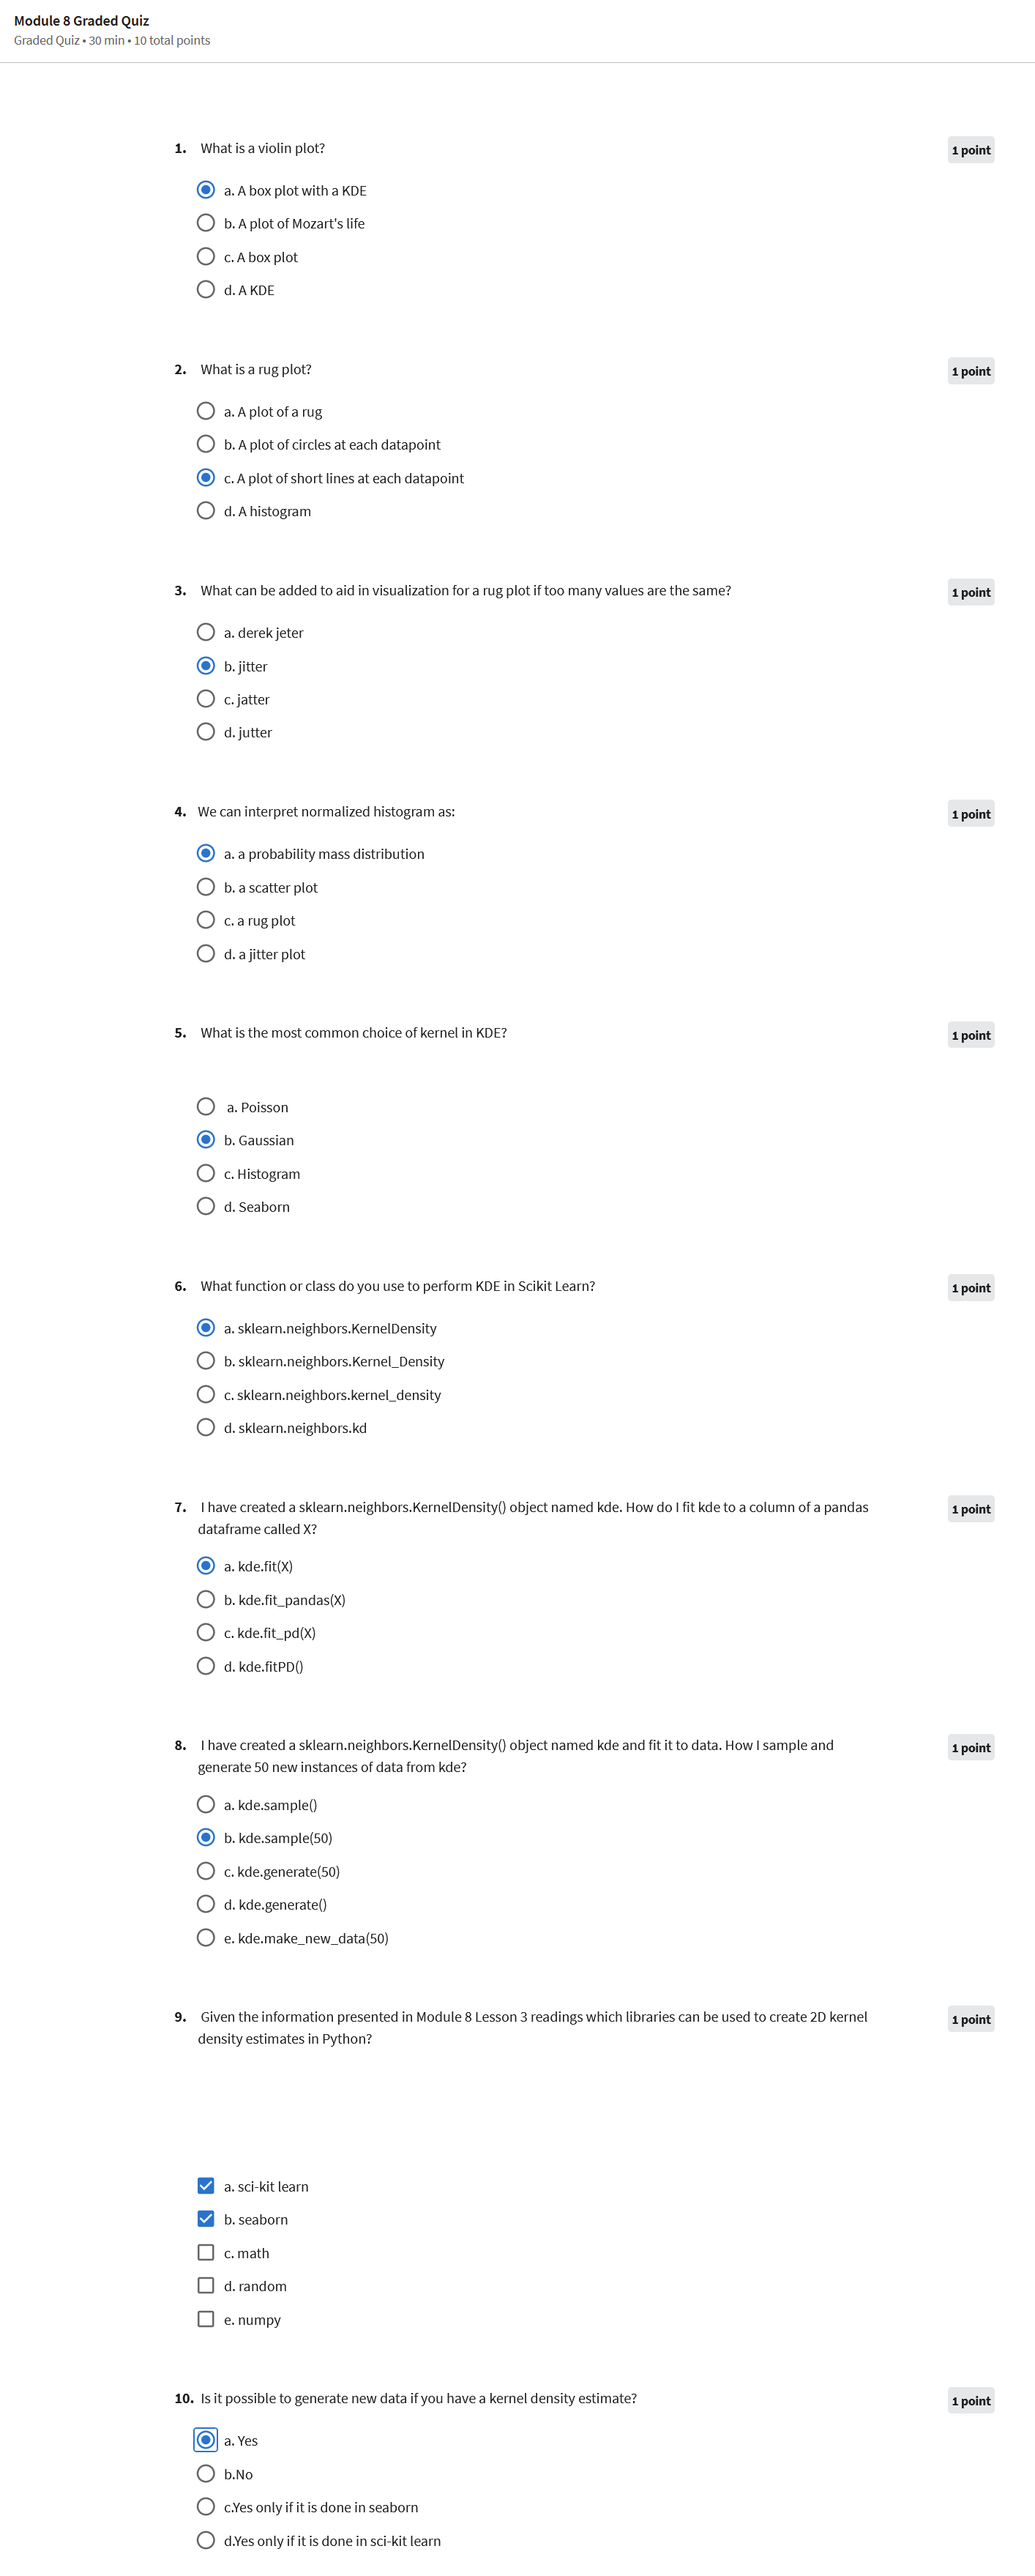 Module 8 Graded Quiz
Graded Quiz • 30 min • 10 total points
1. What is a violin plot?
1 point
a. A box plot with a KDE
b. A plot of Mozart's life
c. A box plot
d. A KDE
2. What is a rug plot?
1 point
a. A plot of a rug
b. A plot of circles at each datapoint
c. A plot of short lines at each datapoint
d. A histogram
3. What can be added to aid in visualization for a rug plot if too many values are the same?
1 point
a. derek jeter
b. jitter
c. jatter
d. jutter
4. We can interpret normalized histogram as:
1 point
a. a probability mass distribution
b. a scatter plot
c. a rug plot
d. a jitter plot
5. What is the most common choice of kernel in KDE?
1 point
a. Poisson
b. Gaussian
c. Histogram
d. Seaborn
6. What function or class do you use to perform KDE in Scikit Learn?
1 point
a. sklearn.neighbors.KernelDensity
b. sklearn.neighbors.Kernel_Density
c. sklearn.neighbors.kernel_density
d. sklearn.neighbors.kd
7. I have created a sklearn.neighbors.KernelDensity() object named kde. How do I fit kde to a column of a pandas
1 point
dataframe called X?
a. kde.fit(X)
b. kde.fit_pandas(X)
c. kde.fit_pd(X)
d. kde.fitPD()
8. I have created a sklearn.neighbors.KernelDensity() object named kde and fit it to data. How I sample and
1 point
generate 50 new instances of data from kde?
a. kde.sample()
b. kde.sample(50)
c. kde.generate(50)
d. kde.generate()
e. kde.make_new_data(50)
9. Given the information presented in Module 8 Lesson 3 readings which libraries can be used to create 2D kernel
1 point
density estimates in Python?
a. sci-kit learn
b. seaborn
c. math
d. random
e. numpy
10. Is it possible to generate new data if you have a kernel density estimate?
1 point
a. Yes
b.No
c.Yes only if it is done in seaborn
d.Yes only if it is done in sci-kit learn